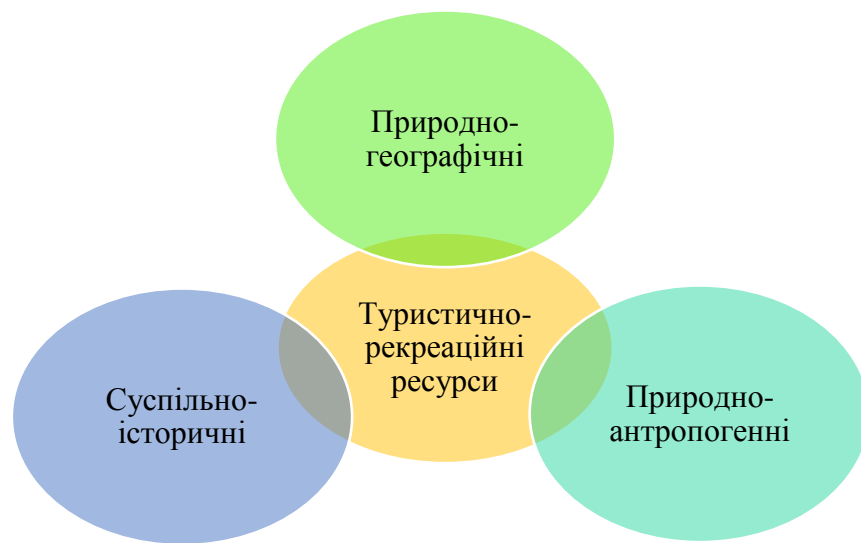 Природно-
географічні
Туристично-
рекреаційні
ресурси
Суспільно-
історичні
Природно-
антропогенні